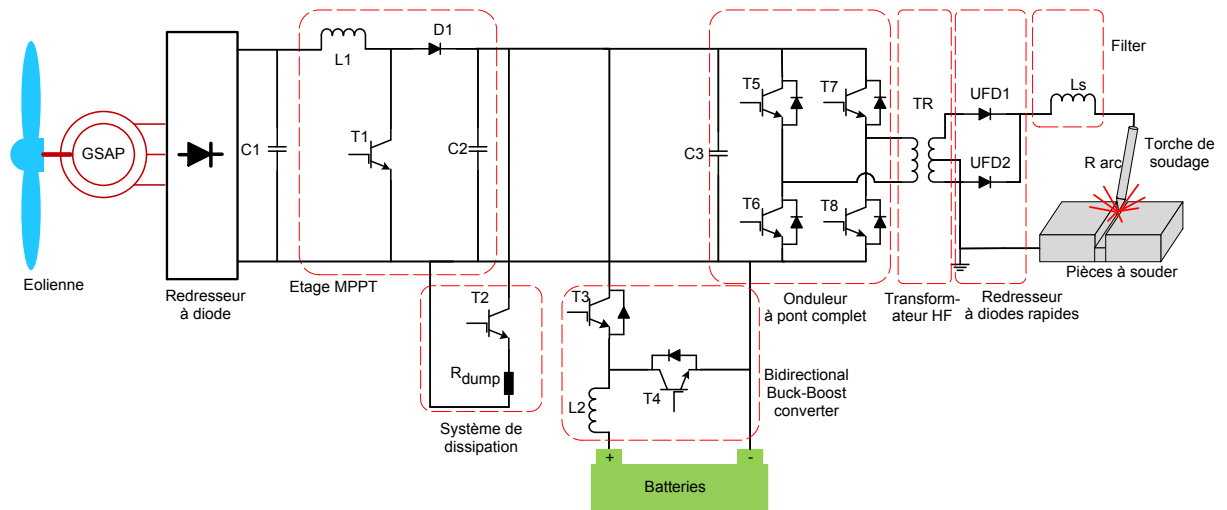 Eolienne
GSAP
Redresseur
à diode
C1
L1
T1
D1
C2
Etage MPPT
T2
Rdump
Système de
dissipation
T3
L2
T4
Bidirectional
Buck-Boost
converter
+
-
Batteries
C3
T5
T7
T6
T8
Onduleur
à pont complet
TR
Transform-
ateur HF
UFD1
UFD2
Redresseur
à diodes rapides
Filter
Ls
R arc
Torche de
soudage
Pièces à souder